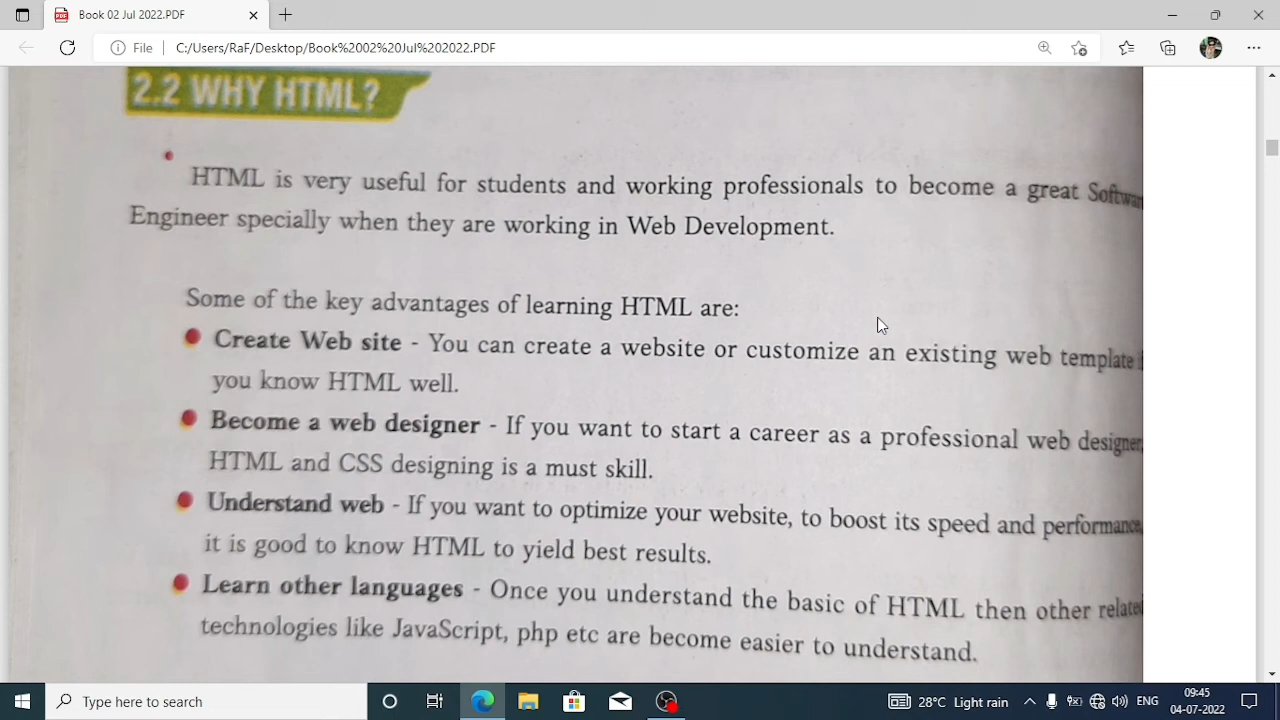 Book 02 Jul 2022.PDF
File
C:/Users/RaF/Desktop/Book%2002%20Jul%202022.PDF
2.2 WHY HTML?
HTML is very useful for students and working professionals to become a great
Engineer specially when they are working in Web Development.
Some of the key advantages of learning HTML are:
Create Web site - You can create a website or customize an existing web template
you know HTML well.
Become a web designer - If you want to start a career as a professional web designer,
HTML and CSS designing is a must skill.
Understand web - If you want to optimize your website, to boost its speed and performance,
it is good to know HTML to yield best results.
Learn other languages - Once you understand the basic of HTML then other related
technologies like JavaScript, php etc are become easier to understand.
Type here to search
28°C Light rain
ENG
09:45
04-07-2022